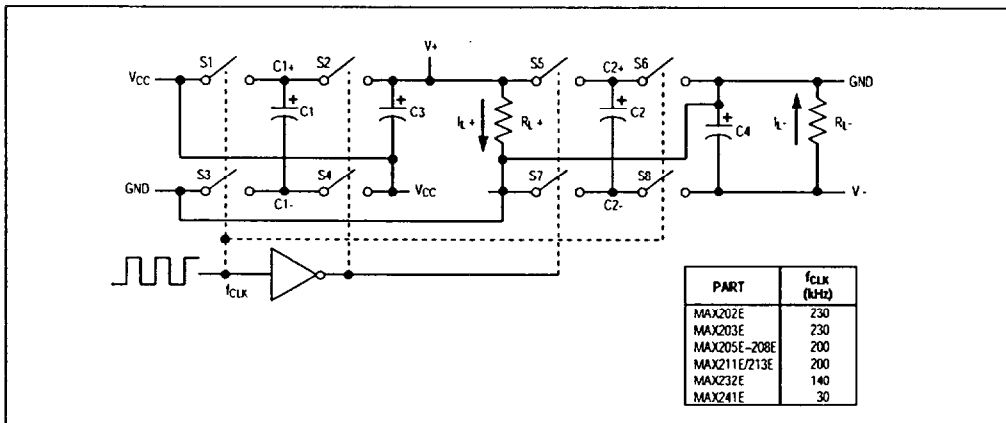 V+
S1 C1+ S2 S5 C2+ S6
VCC GND
+ C1 + C3 IL+ RL+ + C2 + C4 IL- RL-
S3 S4 S7 S8
GND VCC V-
C1- C2-
fCLK
PART fCLK (kHz)
MAX202E 230
MAX203E 230
MAX205E–208E 200
MAX211E/213E 200
MAX232E 140
MAX241E 30